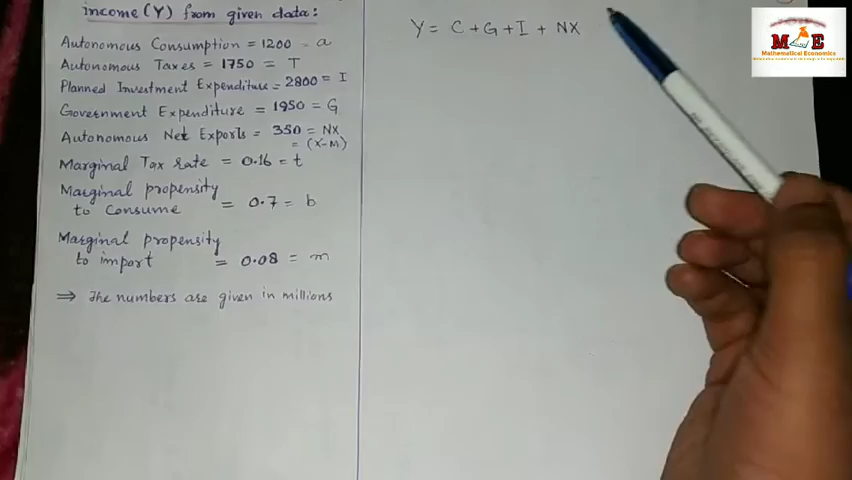 income (Y) from given data:
Autonomous Consumption = 1200 = a
Autonomous Taxes = 1750 = T
Planned Investment Expenditure = 2800 = I
Government Expenditure = 1950 = G
Autonomous Net Exports = 350 = NX
= (X-M)
Marginal Tax rate = 0.16 = t
Marginal propensity
to Consume = 0.7 = b
Marginal propensity
to import = 0.08 = m
⇒ The numbers are given in millions
Y = C + G + I + NX
M E
Mathematical Economics